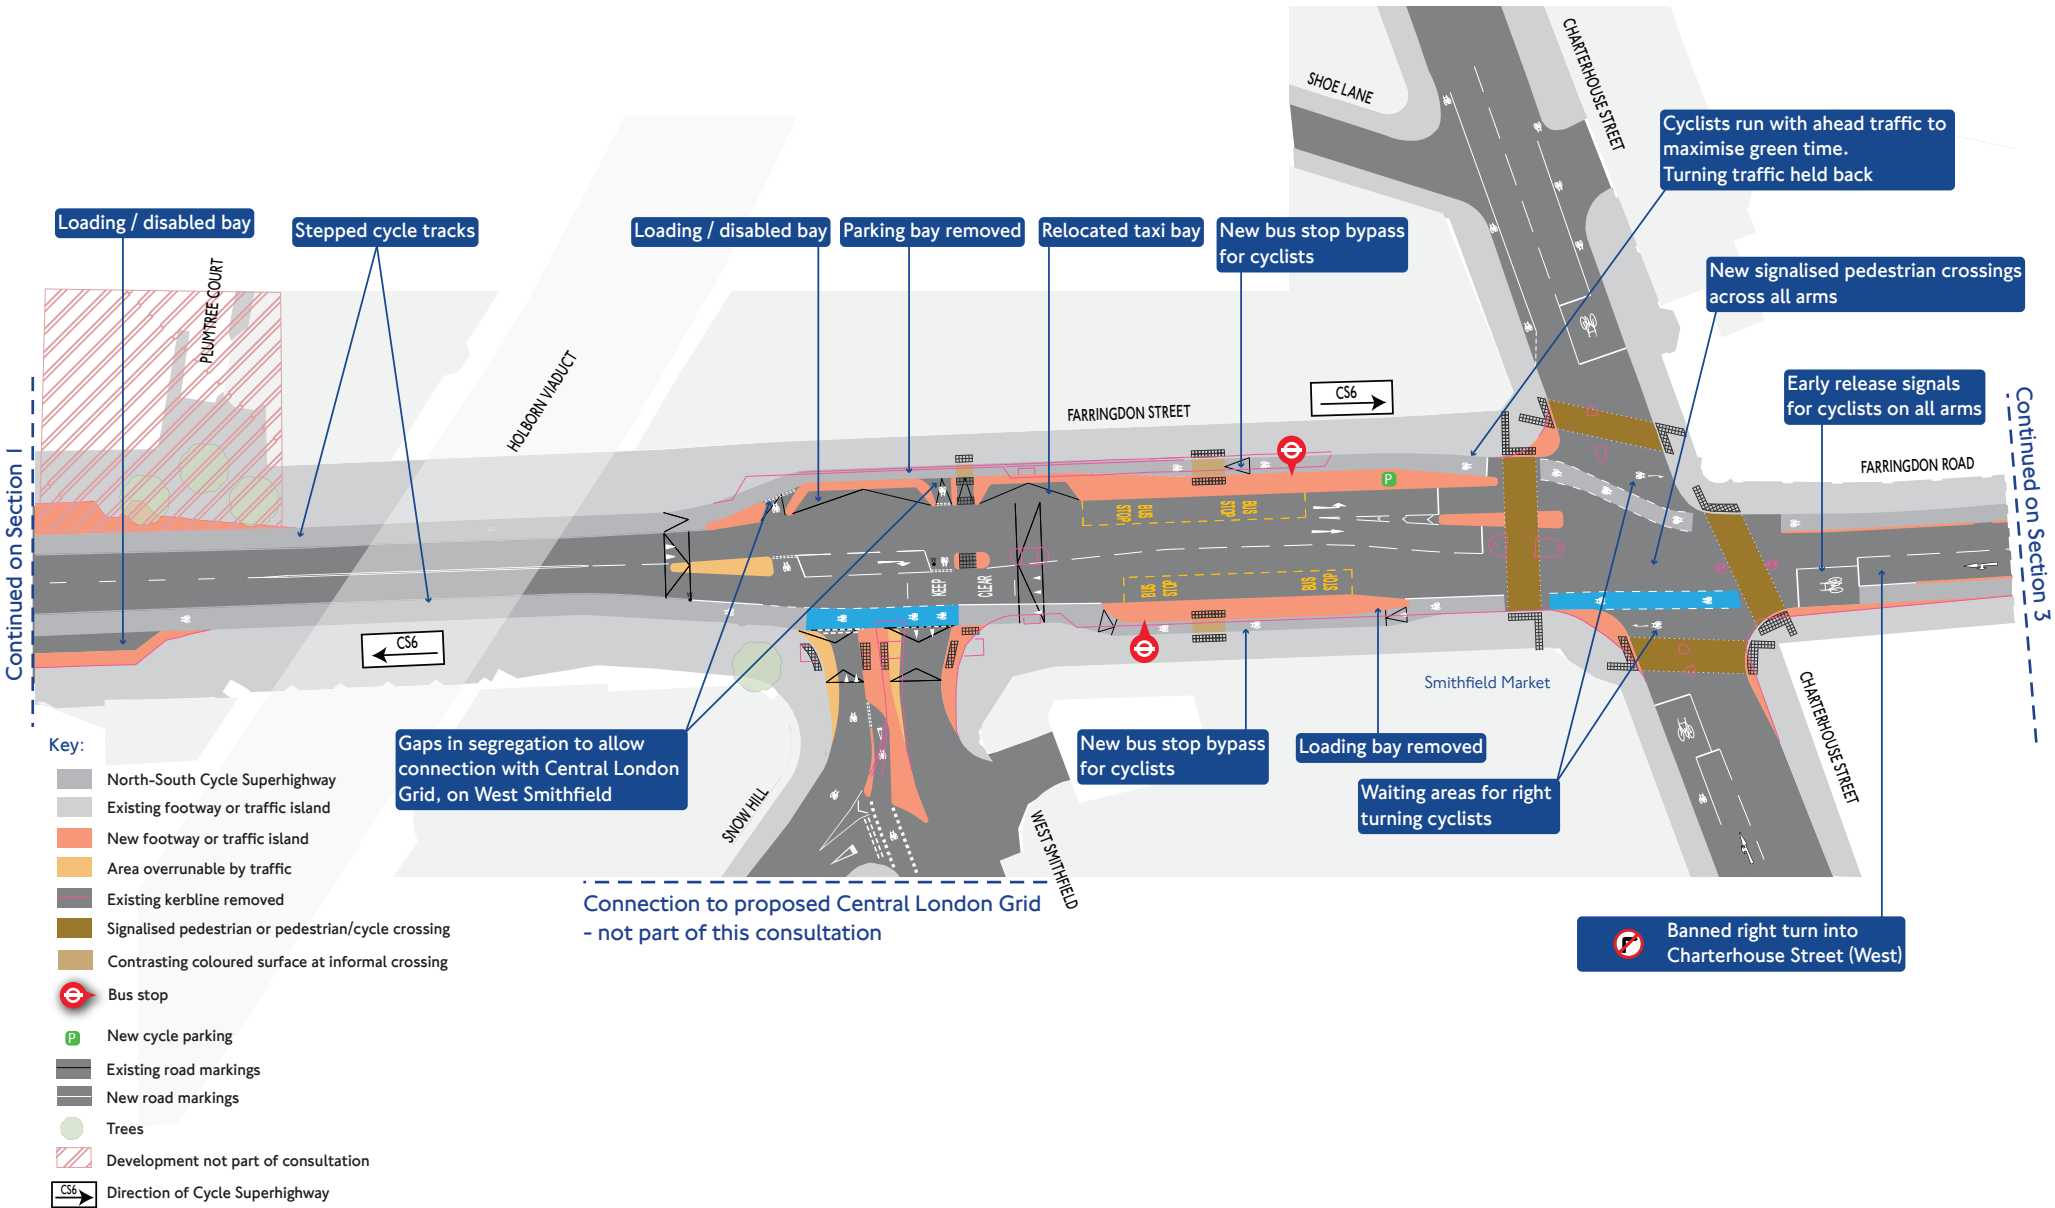 SHOE LANE
CHARTERHOUSE STREET
Cyclists run with ahead traffic to
maximise green time.
Turning traffic held back
Loading / disabled bay
Stepped cycle tracks
Loading / disabled bay
Parking bay removed
Relocated taxi bay
New bus stop bypass
for cyclists
New signalised pedestrian crossings
across all arms
PLUMTREE COURT
HOLBORN VIADUCT
FARRINGDON STREET
CS6
Early release signals
for cyclists on all arms
FARRINGDON ROAD
Continued on Section 1
Continued on Section 3
BUS
STOP
BUS
STOP
KEEP
CLEAR
BUS
STOP
BUS
STOP
CS6
P
Smithfield Market
CHARTERHOUSE STREET
Gaps in segregation to allow
connection with Central London
Grid, on West Smithfield
SNOW HILL
WEST SMITHFIELD
New bus stop bypass
for cyclists
Loading bay removed
Waiting areas for right
turning cyclists
Connection to proposed Central London Grid
- not part of this consultation
Banned right turn into
Charterhouse Street (West)
Key:
North-South Cycle Superhighway
Existing footway or traffic island
New footway or traffic island
Area overrunable by traffic
Existing kerbline removed
Signalised pedestrian or pedestrian/cycle crossing
Contrasting coloured surface at informal crossing
Bus stop
P
New cycle parking
Existing road markings
New road markings
Trees
Development not part of consultation
CS6
Direction of Cycle Superhighway